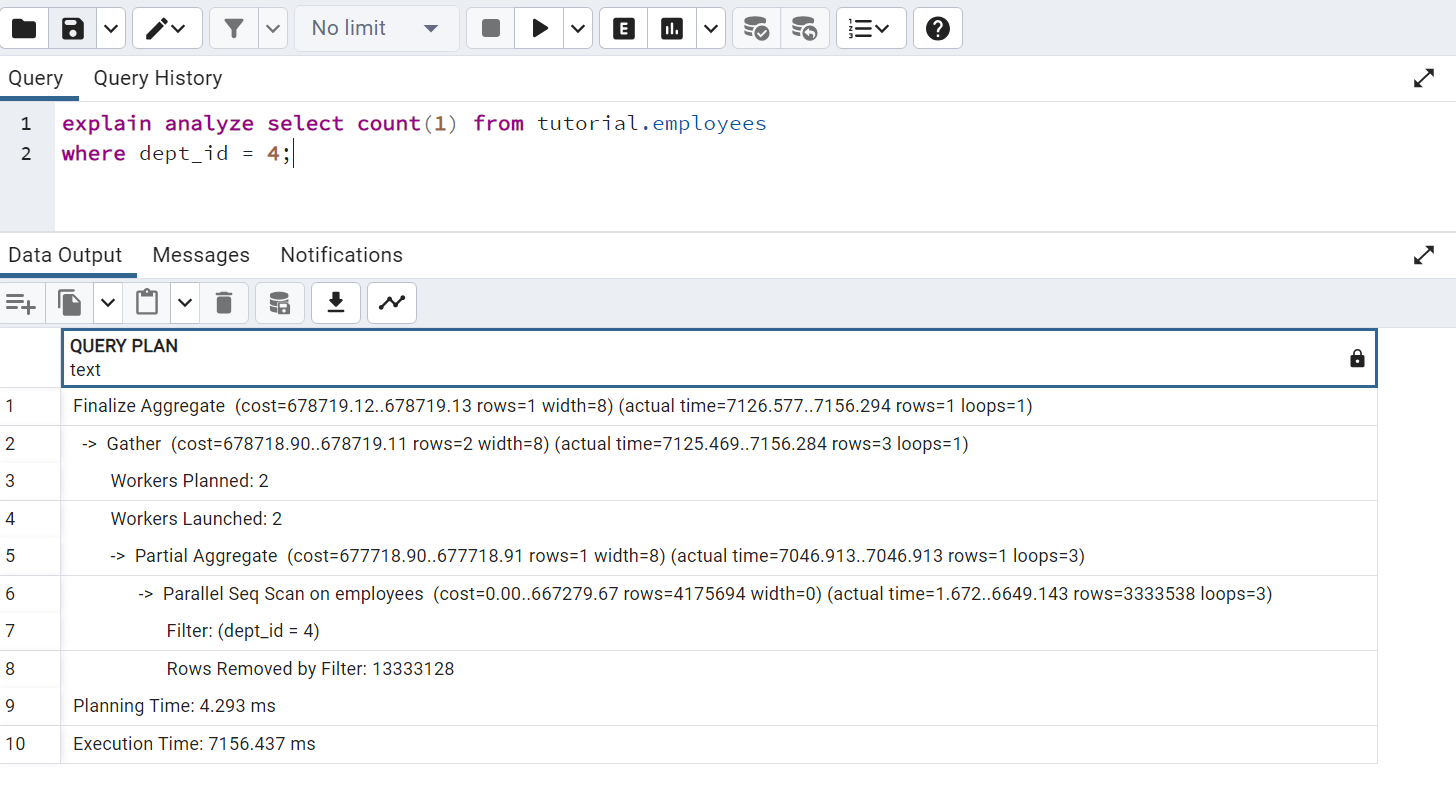 No limit
E
Query Query History
1 explain analyze select count(1) from tutorial.employees
2 where dept_id = 4;
Data Output Messages Notifications
QUERY PLAN
text
1 Finalize Aggregate (cost=678719.12..678719.13 rows=1 width=8) (actual time=7126.577..7156.294 rows=1 loops=1)
2 -> Gather (cost=678718.90..678719.11 rows=2 width=8) (actual time=7125.469..7156.284 rows=3 loops=1)
3 Workers Planned: 2
4 Workers Launched: 2
5 -> Partial Aggregate (cost=677718.90..677718.91 rows=1 width=8) (actual time=7046.913..7046.913 rows=1 loops=3)
6 -> Parallel Seq Scan on employees (cost=0.00..667279.67 rows=4175694 width=0) (actual time=1.672..6649.143 rows=3333538 loops=3)
7 Filter: (dept_id = 4)
8 Rows Removed by Filter: 13333128
9 Planning Time: 4.293 ms
10 Execution Time: 7156.437 ms